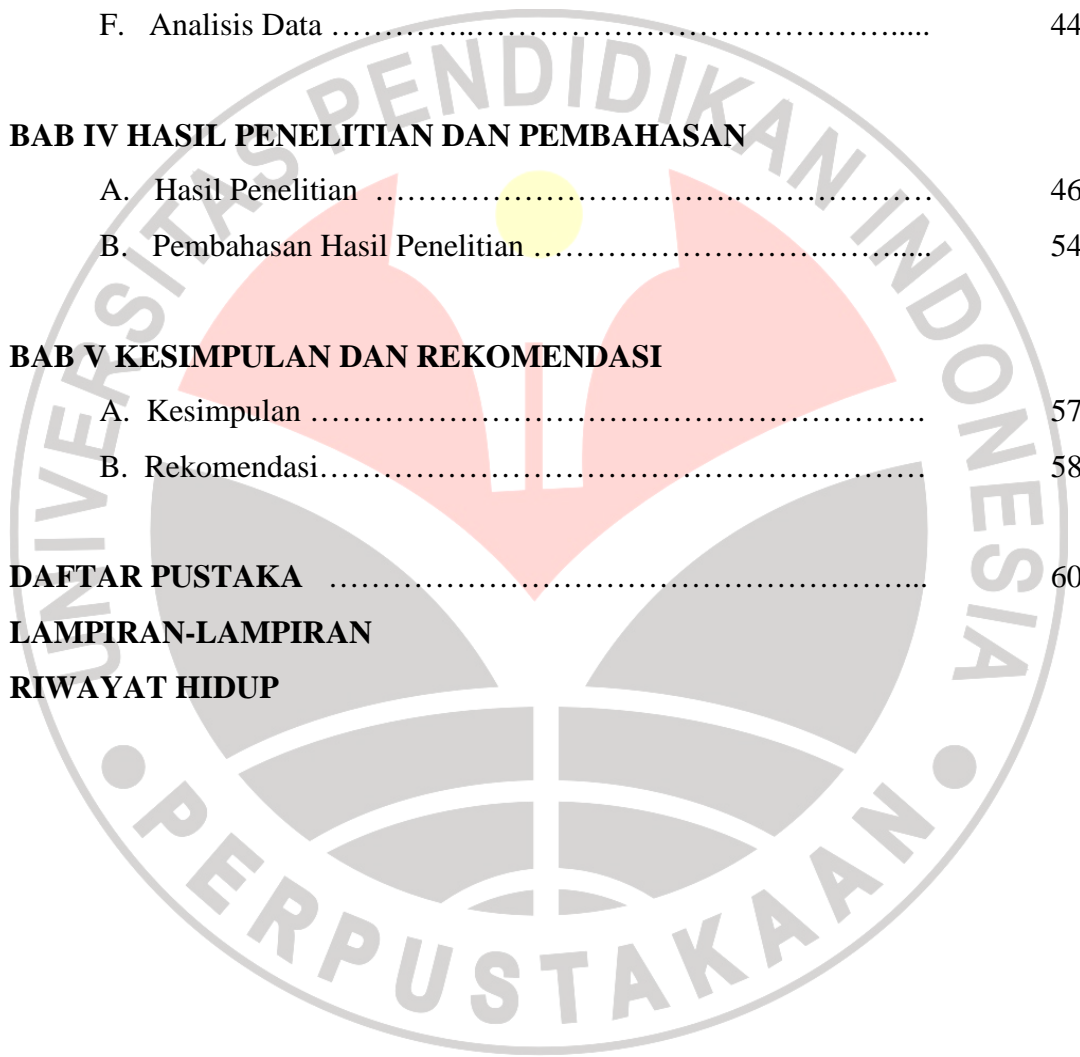 F. Analisis Data …………..…………………………………….... 44
BAB IV HASIL PENELITIAN DAN PEMBAHASAN
A. Hasil Penelitian ……………………………..……………… 46
B. Pembahasan Hasil Penelitian ……………………….……..... 54
BAB V KESIMPULAN DAN REKOMENDASI
A. Kesimpulan …………………………………………………. 57
B. Rekomendasi………………………………………………… 58
DAFTAR PUSTAKA ………………………………………………... 60
LAMPIRAN-LAMPIRAN
RIWAYAT HIDUP
UNIVERSITAS PENDIDIKAN INDONESIA
PERPUSTAKAAN